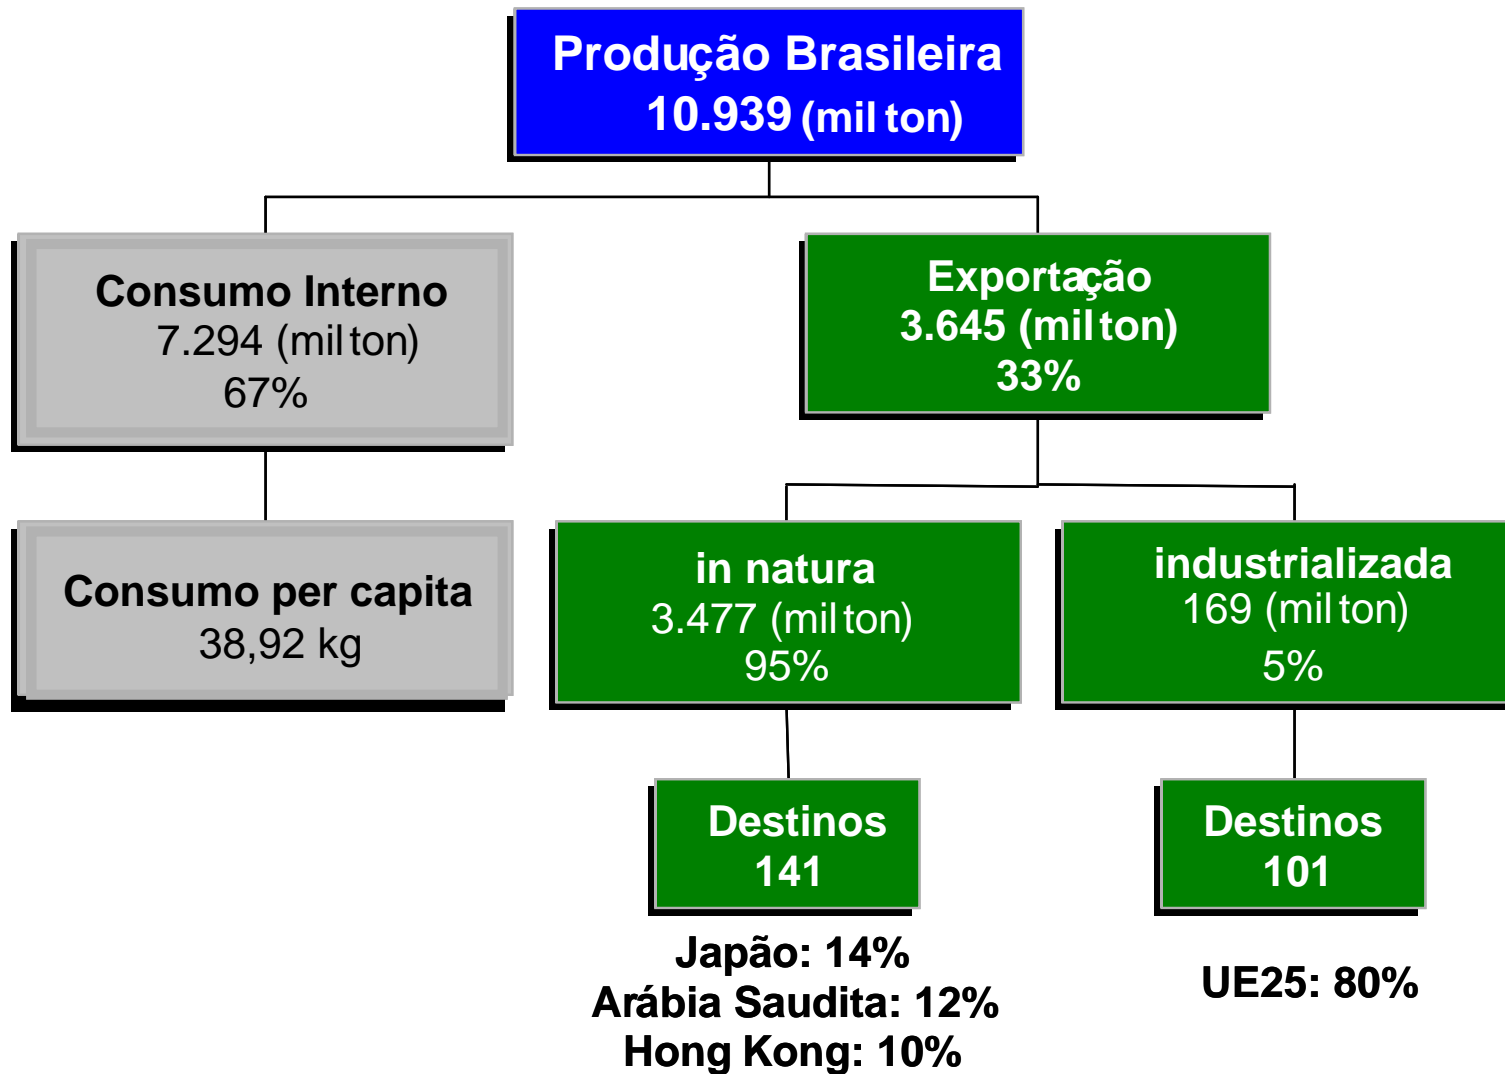 Produção Brasileira
10.939 (mil ton)
Consumo Interno
7.294 (mil ton)
67%
Exportação
3.645 (mil ton)
33%
Consumo per capita
38,92 kg
in natura
3.477 (mil ton)
95%
industrializada
169 (mil ton)
5%
Destinos
141
Destinos
101
Japão: 14%
Arábia Saudita: 12%
Hong Kong: 10%
UE25: 80%